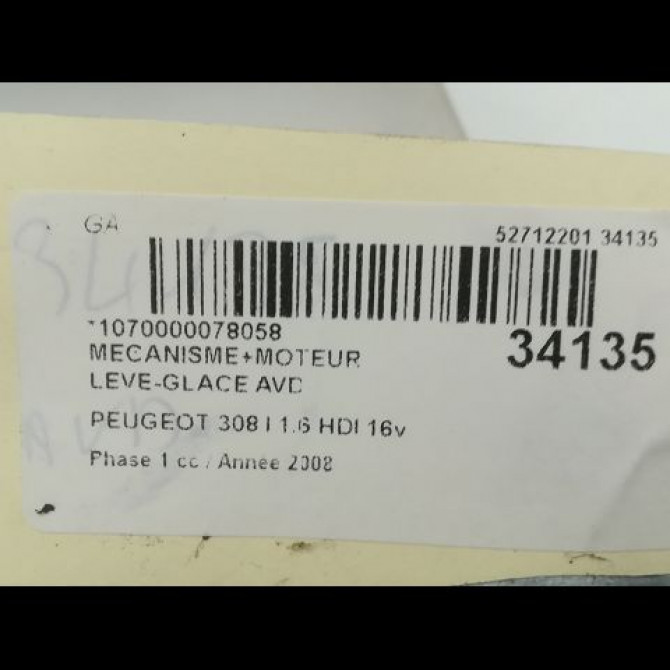 GA
52712201 34135
*1070000078058
34135
MECANISME+MOTEUR
LEVE-GLACE AVD
PEUGEOT 308 I 1.6 HDI 16v
Phase 1 cc / Année 2008